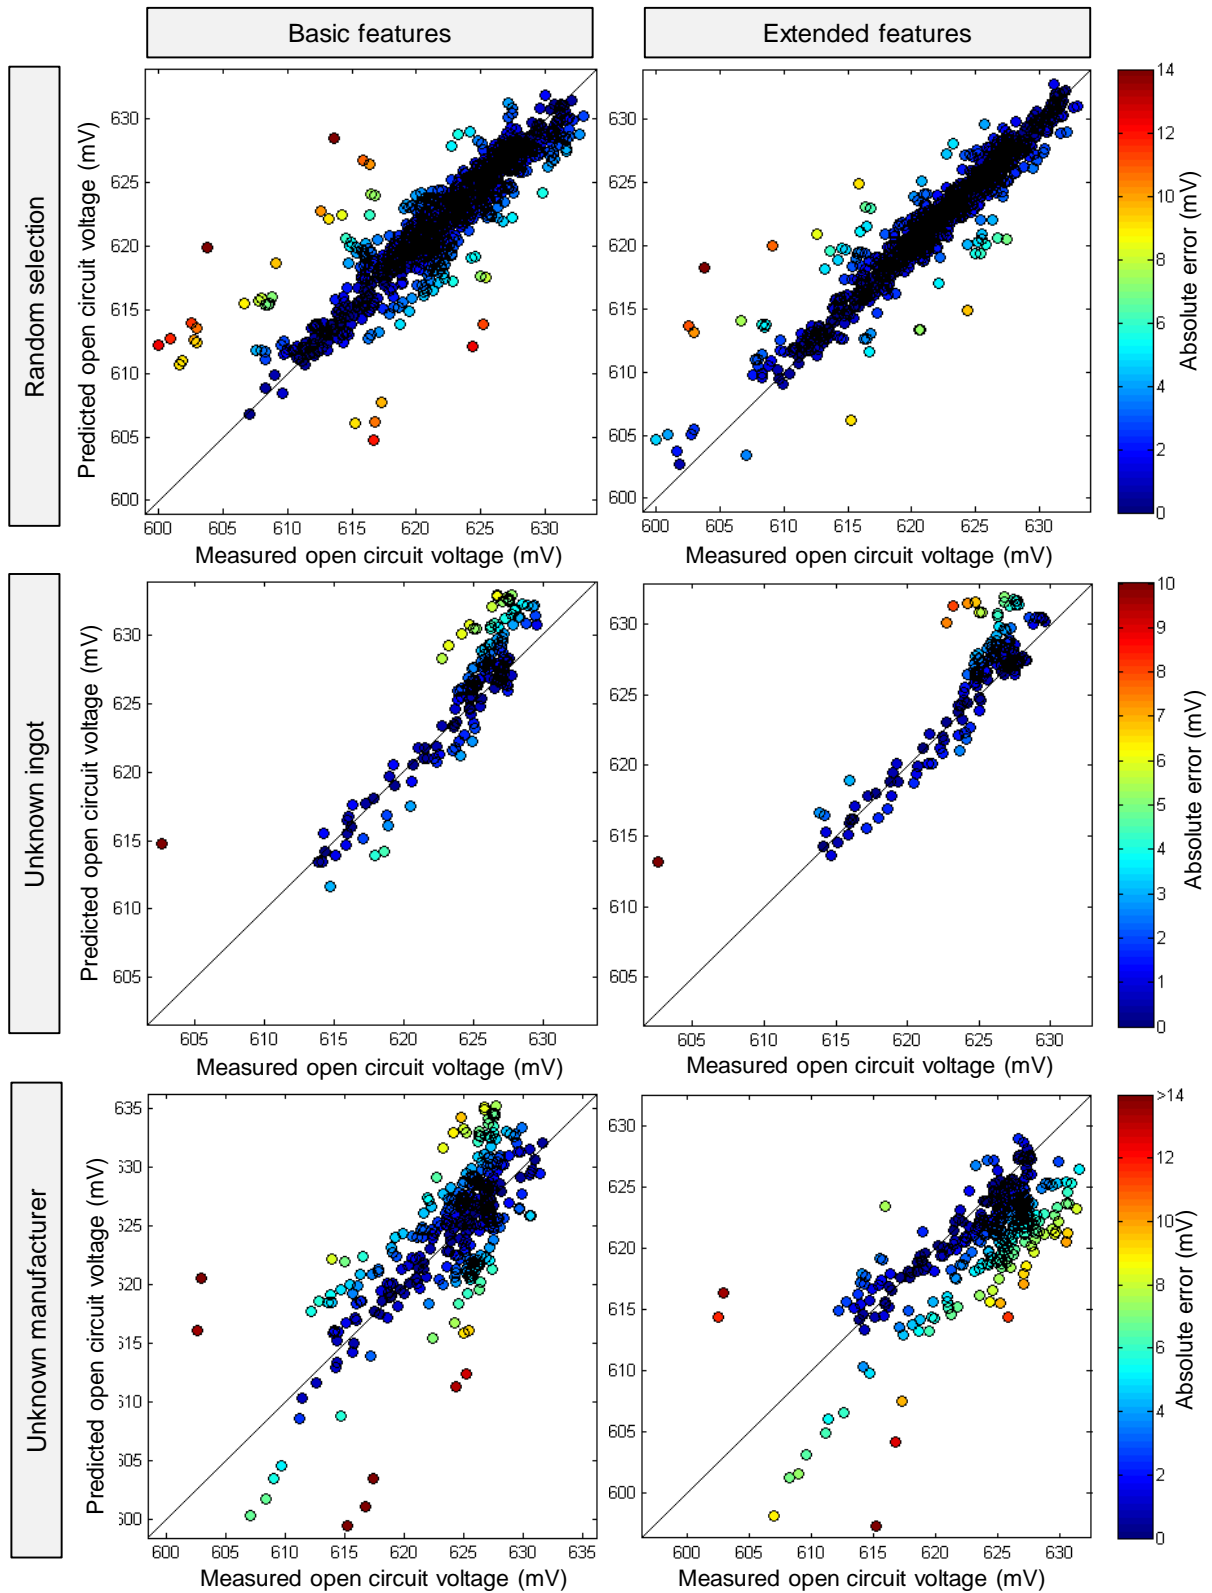 Basic features
Extended features
Random selection
Predicted open circuit voltage (mV)
630
625
620
615
610
605
600
600 605 610 615 620 625 630
Measured open circuit voltage (mV)
630
625
620
615
610
605
600
600 605 610 615 620 625 630
Measured open circuit voltage (mV)
14
12
10
8
6
4
2
0
Absolute error (mV)
Unknown ingot
Predicted open circuit voltage (mV)
630
625
620
615
610
605
605 610 615 620 625 630
Measured open circuit voltage (mV)
630
625
620
615
610
605
605 610 615 620 625 630
Measured open circuit voltage (mV)
10
9
8
7
6
5
4
3
2
1
0
Absolute error (mV)
Unknown manufacturer
Predicted open circuit voltage (mV)
635
630
625
620
615
610
605
600
600 605 610 615 620 625 630 635
Measured open circuit voltage (mV)
630
625
620
615
610
605
600
600 605 610 615 620 625 630
Measured open circuit voltage (mV)
>14
12
10
8
6
4
2
0
Absolute error (mV)